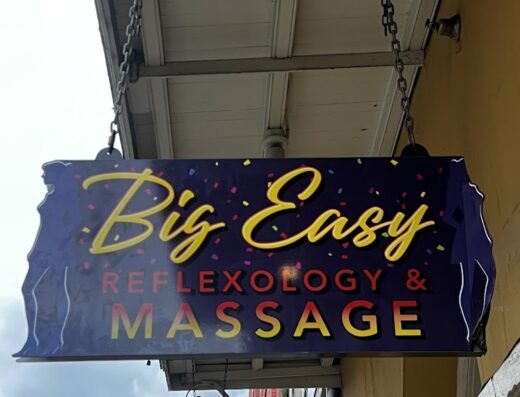 Big Easy
REFLEXOLOGY &
MASSAGE